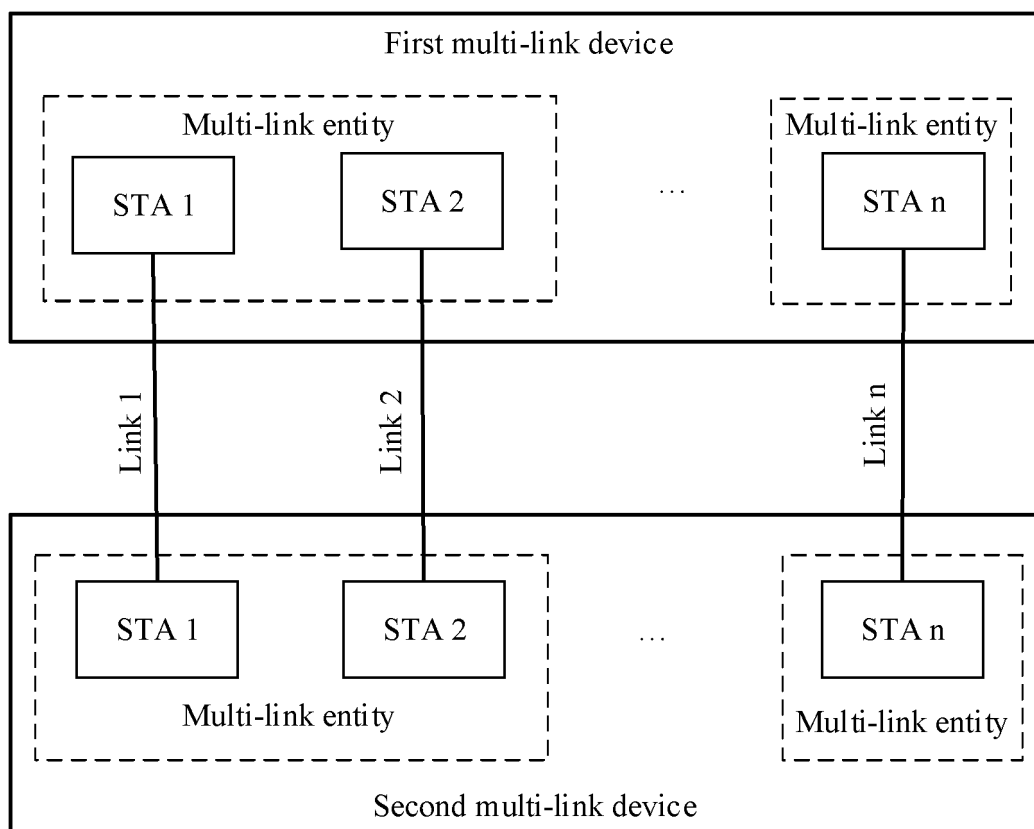 First multi-link device
Multi-link entity
Multi-link entity
STA 1
STA 2
...
STA n
Link 1
Link 2
Link n
STA 1
STA 2
...
STA n
Multi-link entity
Multi-link entity
Second multi-link device